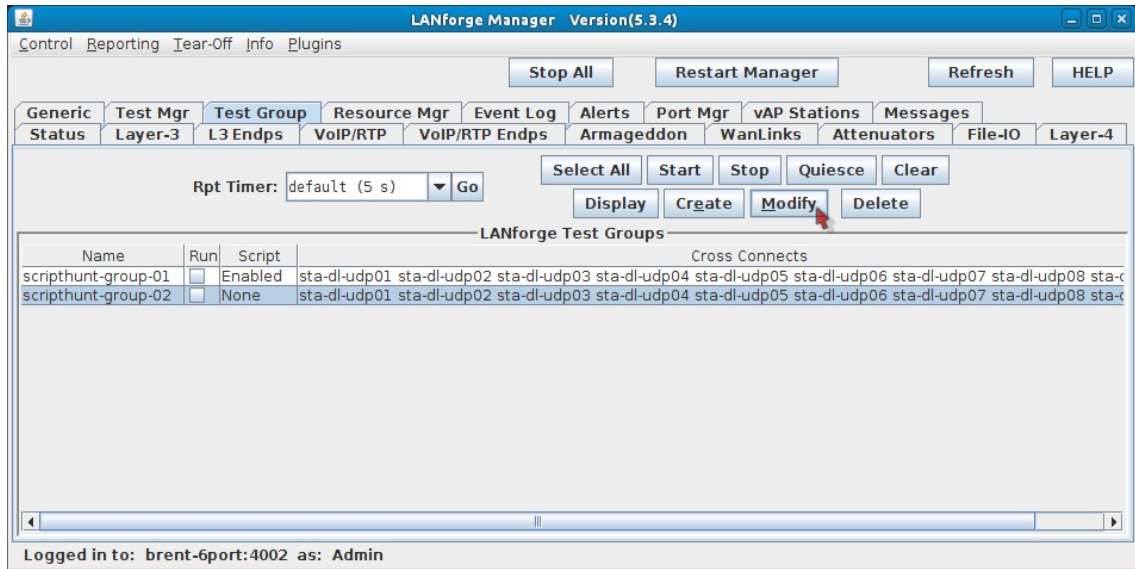 LANforge Manager Version(5.3.4)
Control Reporting Tear-Off Info Plugins
Stop All Restart Manager Refresh HELP
Generic Test Mgr Test Group Resource Mgr Event Log Alerts Port Mgr vAP Stations Messages
Status Layer-3 L3 Endps VoIP/RTP VoIP/RTP Endps Armageddon WanLinks Attenuators File-IO Layer-4
Select All Start Stop Quiesce Clear
Rpt Timer: default (5 s) Go
Display Create Modify Delete
LANforge Test Groups
Name Run Script Cross Connects
scripthunt-group-01 Enabled sta-dl-udp01 sta-dl-udp02 sta-dl-udp03 sta-dl-udp04 sta-dl-udp05 sta-dl-udp06 sta-dl-udp07 sta-dl-udp08 sta-d
scripthunt-group-02 None sta-dl-udp01 sta-dl-udp02 sta-dl-udp03 sta-dl-udp04 sta-dl-udp05 sta-dl-udp06 sta-dl-udp07 sta-dl-udp08 sta-d
Logged in to: brent-6port:4002 as: Admin